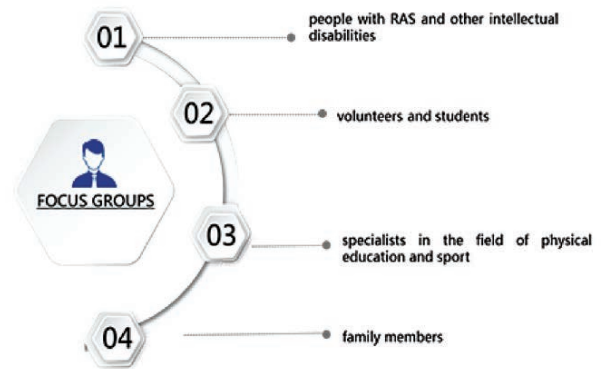 01
people with RAS and other intellectual
disabilities
02
volunteers and students
FOCUS GROUPS
03
specialists in the field of physical
education and sport
04
family members